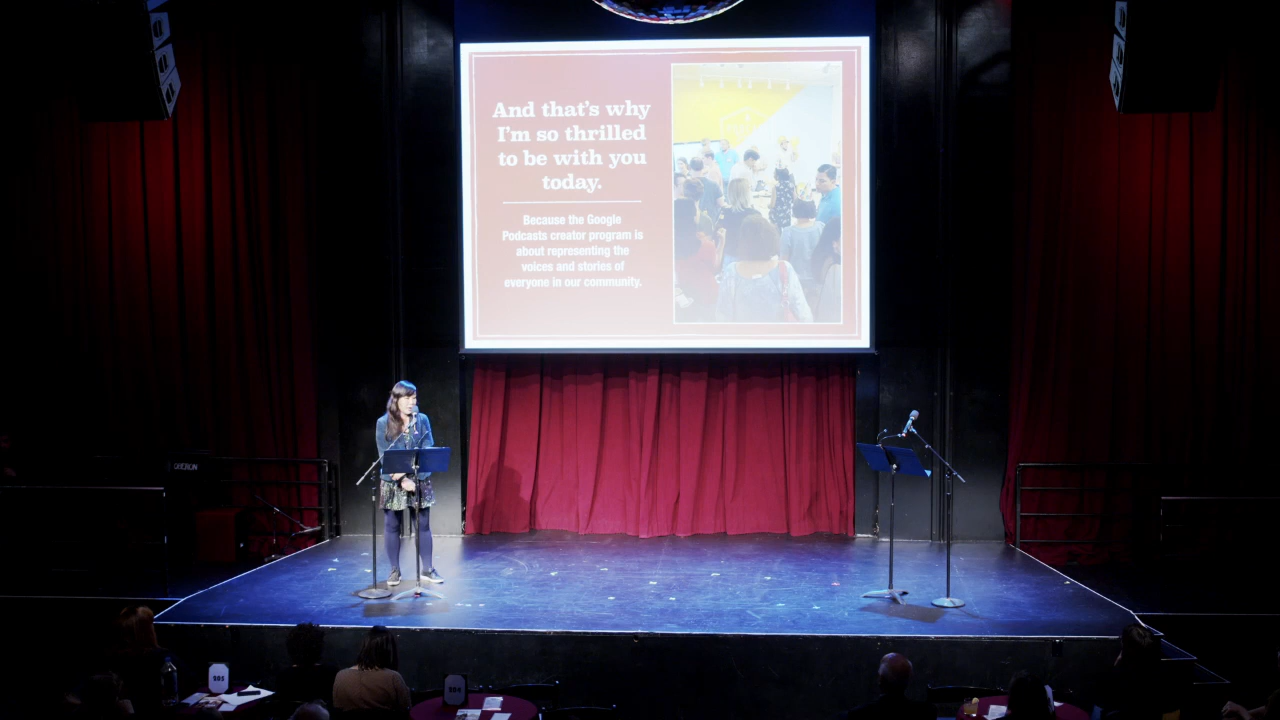 And that's why
I'm so thrilled
to be with you
today.
Because the Google
Podcasts creator program is
about representing the
voices and stories of
everyone in our community.